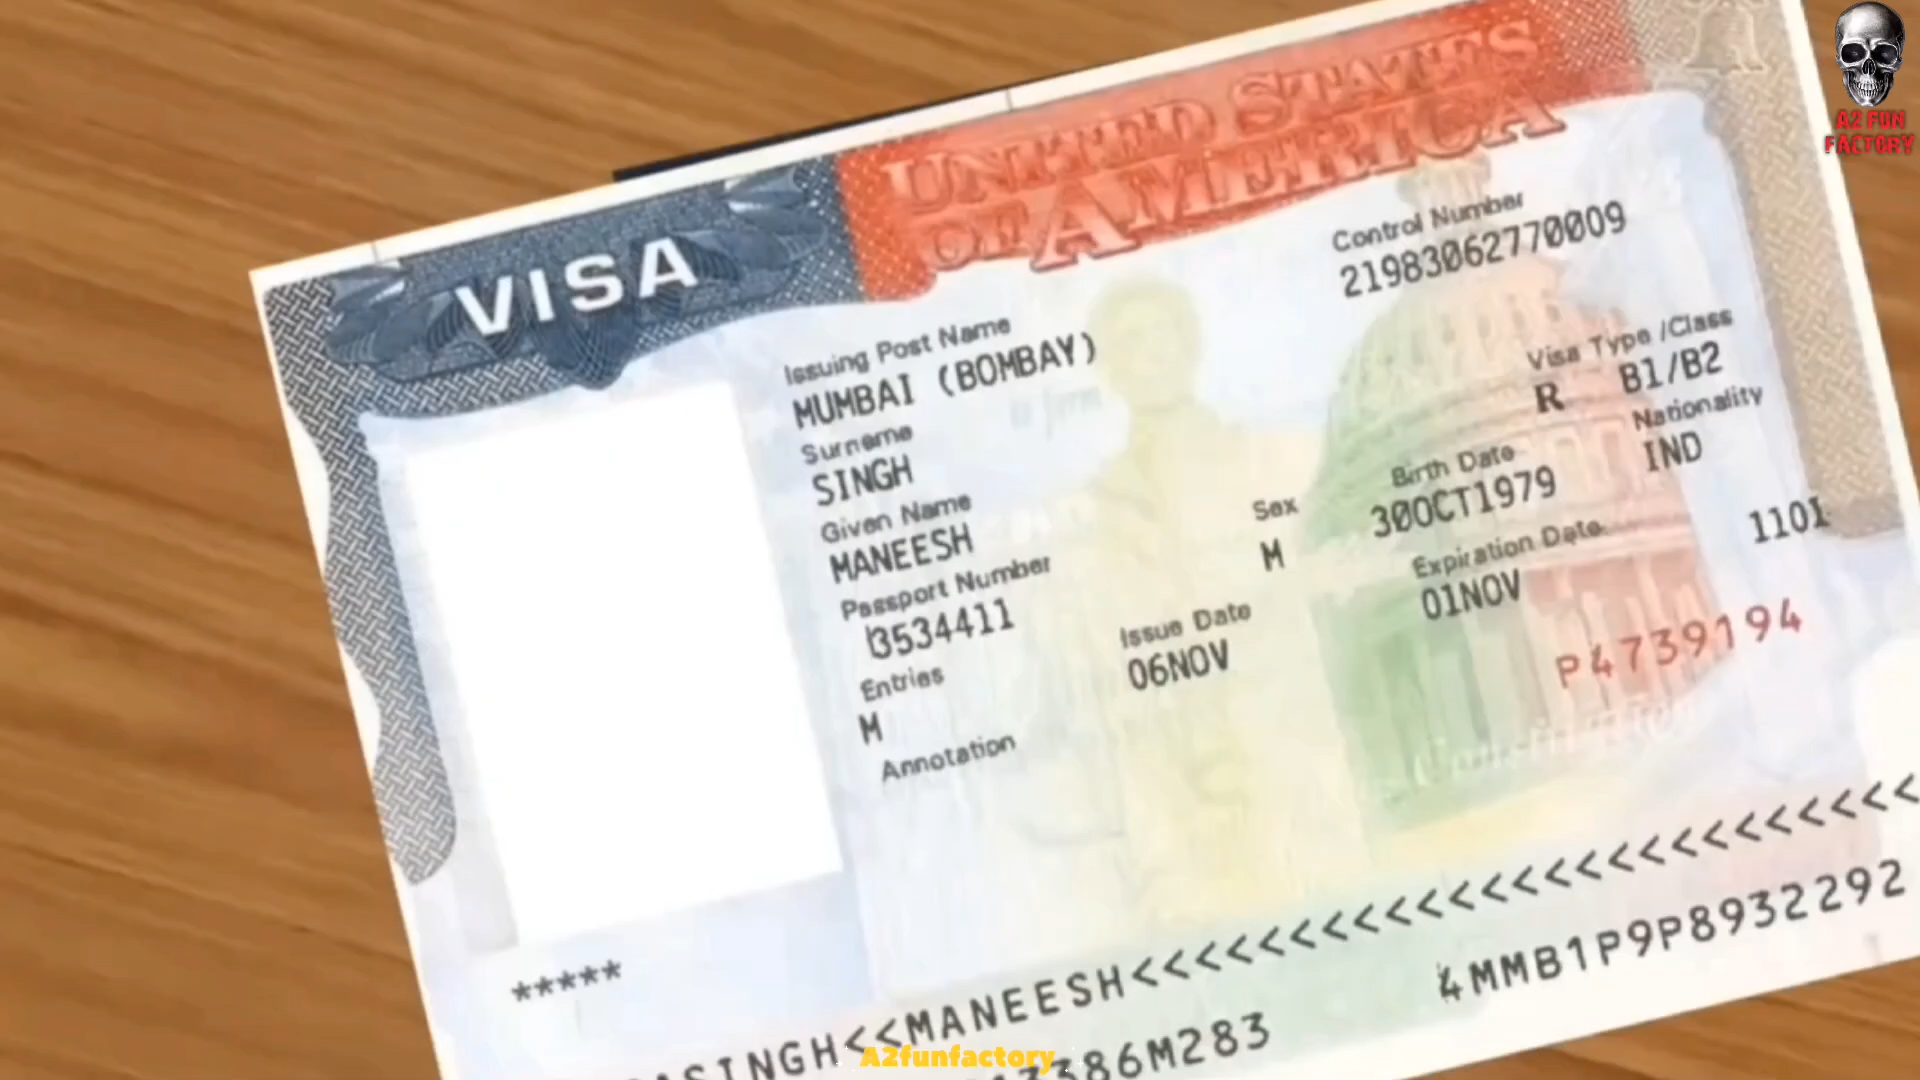 A2 FUN
FACTORY
UNITED STATES
OF AMERICA
VISA
Control Number
21983062770009
Issuing Post Name
MUMBAI (BOMBAY)
Visa Type /Class
R B1/B2
Surname
SINGH
Nationality
IND
Given Name
MANEESH
Sex
M
Birth Date
30OCT1979
Passport Number
3534411
Issue Date
06NOV
Expiration Date
01NOV
1101
Entries
M
P4739194
Annotation
*****
SINGH<<MANEESH<<<<<<<<<<<<<<<<<<<<<<<<<
386M283
4MMB1P9P8932292
A2funfactory